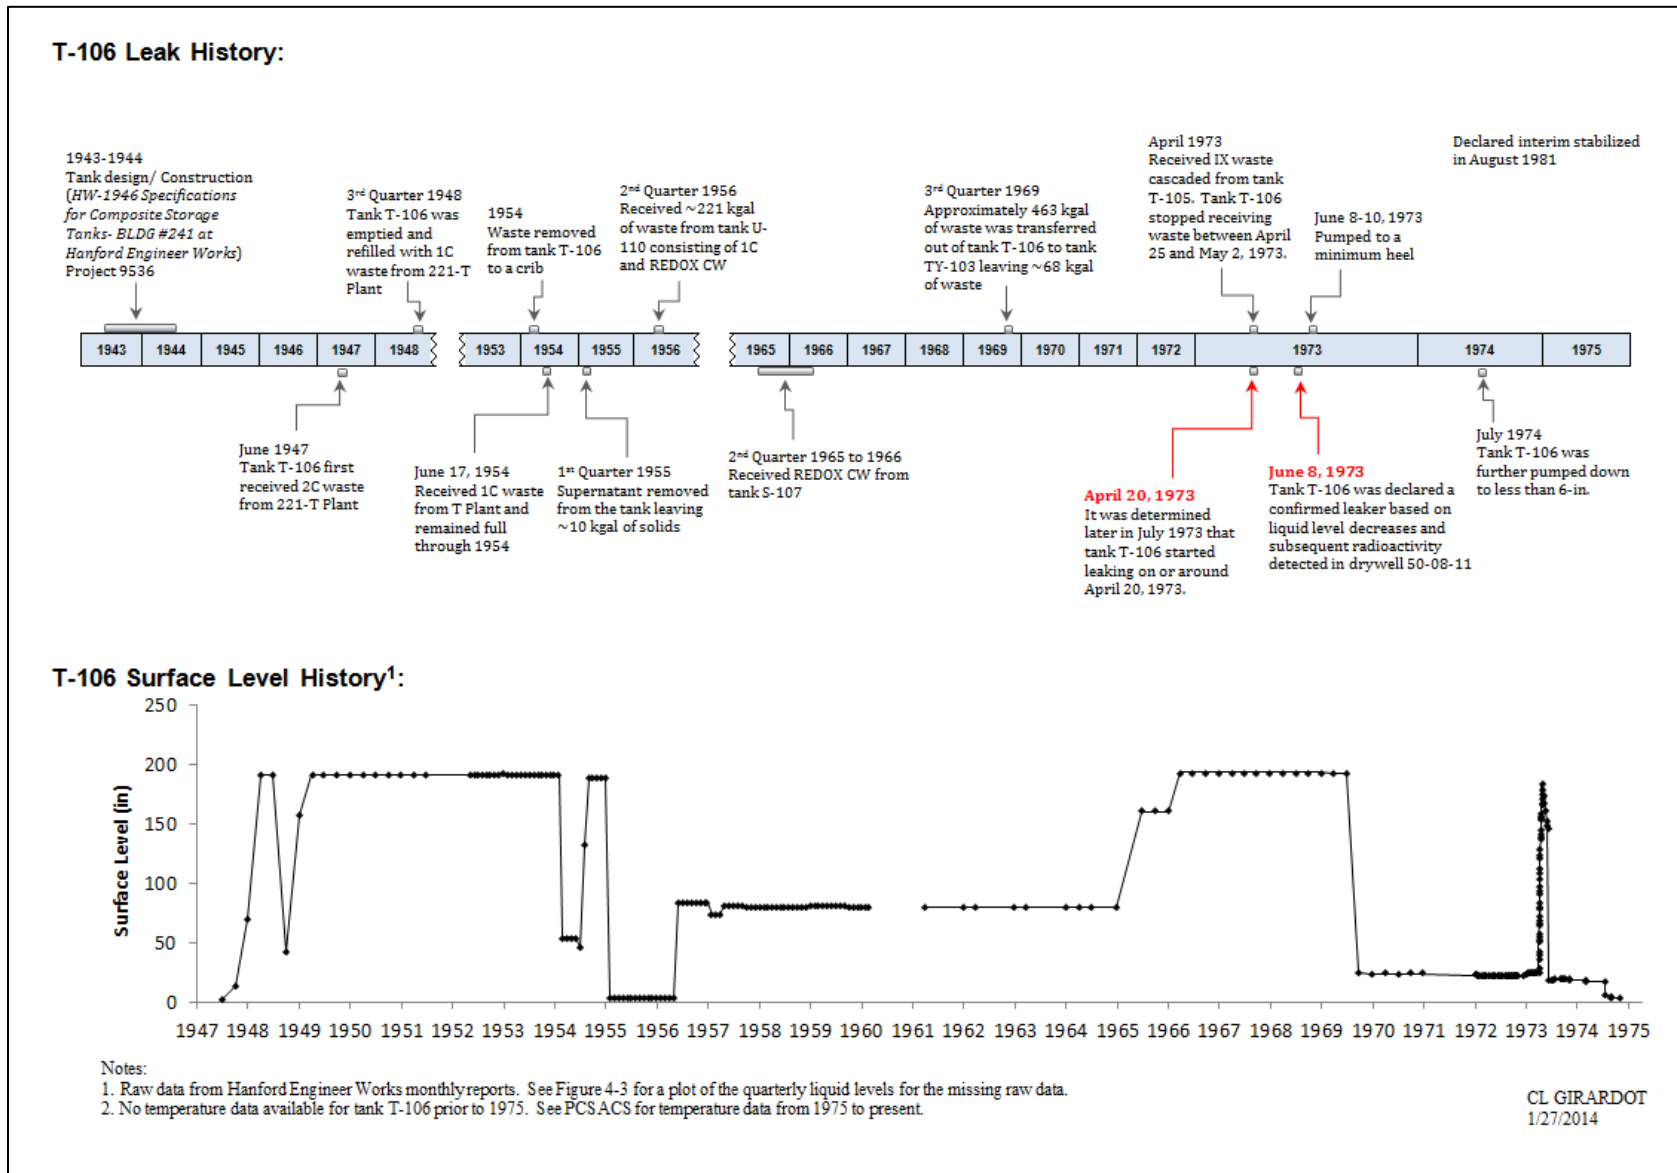 T-106 Leak History:
1943-1944
Tank design/ Construction
(HW-1946 Specifications
for Composite Storage
Tanks- BLDG #241 at
Hanford Engineer Works)
Project 9536
3rd Quarter 1948
Tank T-106 was
emptied and
refilled with 1C
waste from 221-T
Plant
1954
Waste removed
from tank T-106
to a crib
2nd Quarter 1956
Received ~221 kgal
of waste from tank U-
110 consisting of 1C
and REDOX CW
3rd Quarter 1969
Approximately 463 kgal
of waste was transferred
out of tank T-106 to tank
TY-103 leaving ~68 kgal
of waste
April 1973
Received IX waste
cascaded from tank
T-105. Tank T-106
stopped receiving
waste between April
25 and May 2, 1973.
June 8-10, 1973
Pumped to a
minimum heel
Declared interim stabilized
in August 1981
1943 1944 1945 1946 1947 1948 1953 1954 1955 1956 1965 1966 1967 1968 1969 1970 1971 1972 1973 1974 1975
June 1947
Tank T-106 first
received 2C waste
from 221-T Plant
June 17, 1954
Received 1C waste
from T Plant and
remained full
through 1954
1st Quarter 1955
Supernatant removed
from the tank leaving
~10 kgal of solids
2nd Quarter 1965 to 1966
Received REDOX CW from
tank S-107
April 20, 1973
It was determined
later in July 1973 that
tank T-106 started
leaking on or around
April 20, 1973.
June 8, 1973
Tank T-106 was declared a
confirmed leaker based on
liquid level decreases and
subsequent radioactivity
detected in drywell 50-08-11
July 1974
Tank T-106 was
further pumped down
to less than 6-in.
T-106 Surface Level History1:
Surface Level (in)
250
200
150
100
50
0
1947 1948 1949 1950 1951 1952 1953 1954 1955 1956 1957 1958 1959 1960 1961 1962 1963 1964 1965 1966 1967 1968 1969 1970 1971 1972 1973 1974 1975
Notes:
1. Raw data from Hanford Engineer Works monthly reports. See Figure 4-3 for a plot of the quarterly liquid levels for the missing raw data.
2. No temperature data available for tank T-106 prior to 1975. See PCSACS for temperature data from 1975 to present.
CL GIRARDOT
1/27/2014